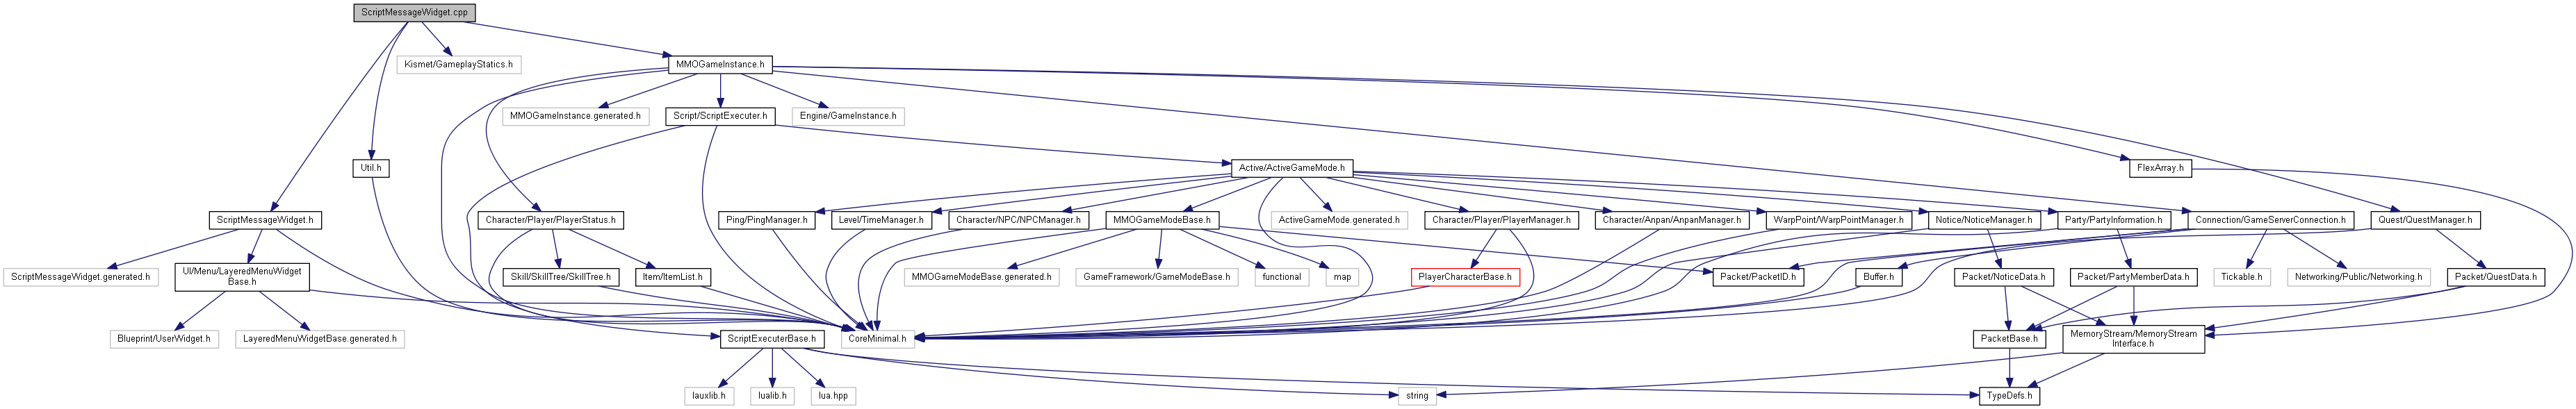 ScriptMessageWidget.cpp
Kismet/GameplayStatics.h
MMOGameInstance.h
MMOGameInstance.generated.h
Script/ScriptExecuter.h
Engine/GameInstance.h
Util.h
Active/ActiveGameMode.h
FlexArray.h
ScriptMessageWidget.h
Character/Player/PlayerStatus.h
Ping/PingManager.h
Level/TimeManager.h
Character/NPC/NPCManager.h
MMOGameModeBase.h
ActiveGameMode.generated.h
Character/Player/PlayerManager.h
Character/Anpan/AnpanManager.h
WarpPoint/WarpPointManager.h
Notice/NoticeManager.h
Party/PartyInformation.h
Connection/GameServerConnection.h
Quest/QuestManager.h
ScriptMessageWidget.generated.h
UI/Menu/LayeredMenuWidget
Base.h
Skill/SkillTree/SkillTree.h
Item/ItemList.h
MMOGameModeBase.generated.h
GameFramework/GameModeBase.h
functional
map
PlayerCharacterBase.h
Packet/PacketID.h
Buffer.h
Packet/NoticeData.h
Packet/PartyMemberData.h
Tickable.h
Networking/Public/Networking.h
Packet/QuestData.h
Blueprint/UserWidget.h
LayeredMenuWidgetBase.generated.h
ScriptExecuterBase.h
CoreMinimal.h
PacketBase.h
MemoryStream/MemoryStream
Interface.h
lauxlib.h
lualib.h
lua.hpp
string
TypeDefs.h